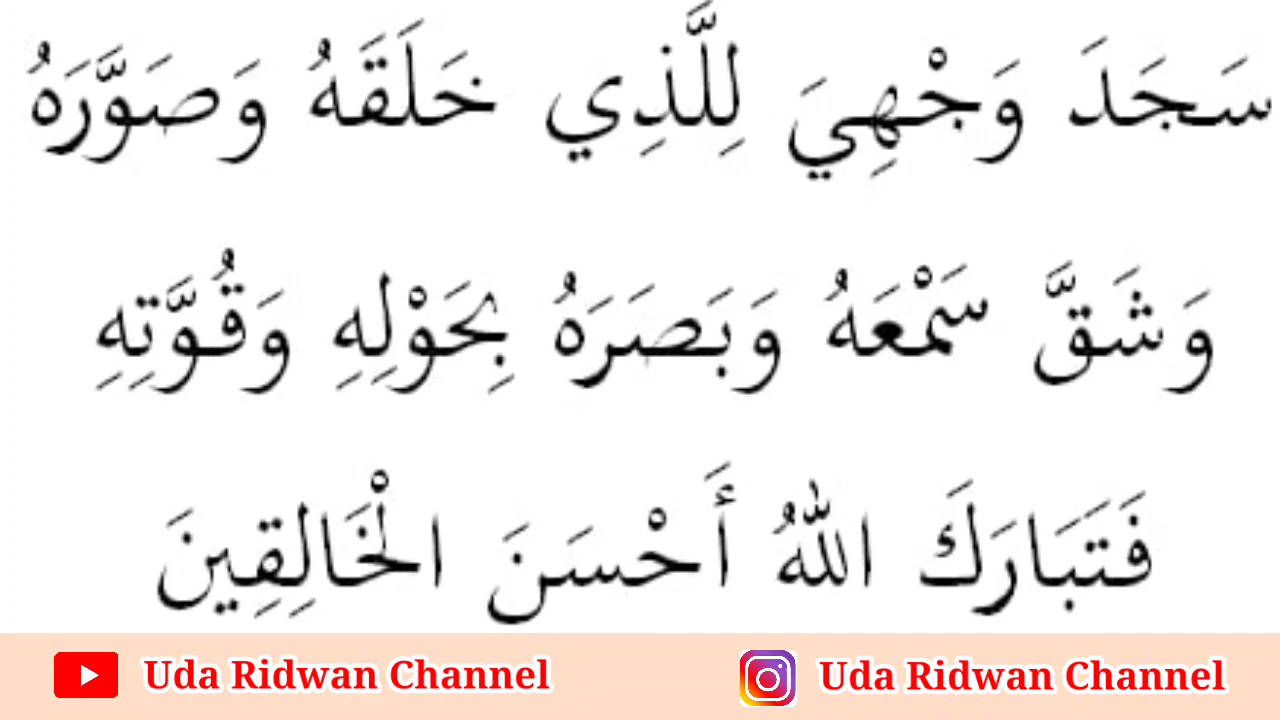 سَجَدَ وَجْهِيَ لِلَّذِي خَلَقَهُ وَصَوَّرَهُ
وَشَقَّ سَمْعَهُ وَبَصَرَهُ بِحَوْلِهِ وَقُوَّتِهِ
فَتَبَارَكَ اللهُ أَحْسَنَ الْخَالِقِينَ
Uda Ridwan Channel
Uda Ridwan Channel